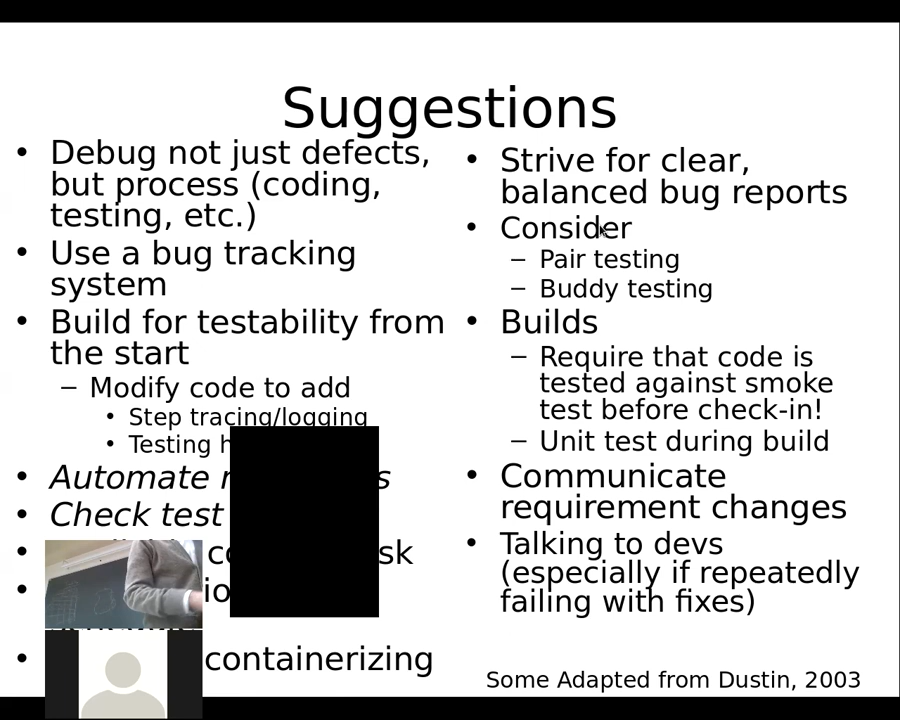 Suggestions
• Debug not just defects,
but process (coding,
testing, etc.)
• Use a bug tracking
system
• Build for testability from
the start
– Modify code to add
• Step tracing/logging
• Testing
• Automate
• Check test
•
•
• containerizing
• Strive for clear,
balanced bug reports
• Consider
– Pair testing
– Buddy testing
• Builds
– Require that code is
tested against smoke
test before check-in!
– Unit test during build
• Communicate
requirement changes
• Talking to devs
(especially if repeatedly
failing with fixes)
Some Adapted from Dustin, 2003